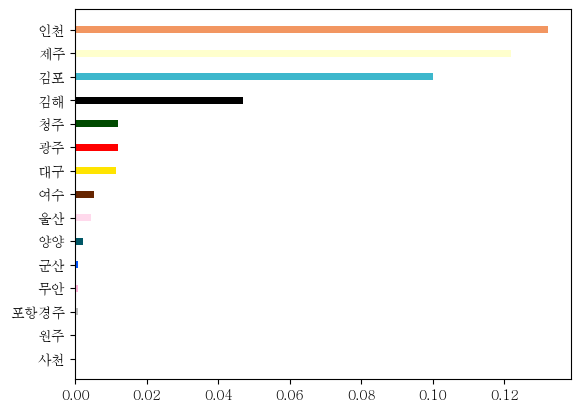 인천
제주
김포
김해
청주
광주
대구
여수
울산
양양
군산
무안
포항경주
원주
사천
0.00 0.02 0.04 0.06 0.08 0.10 0.12